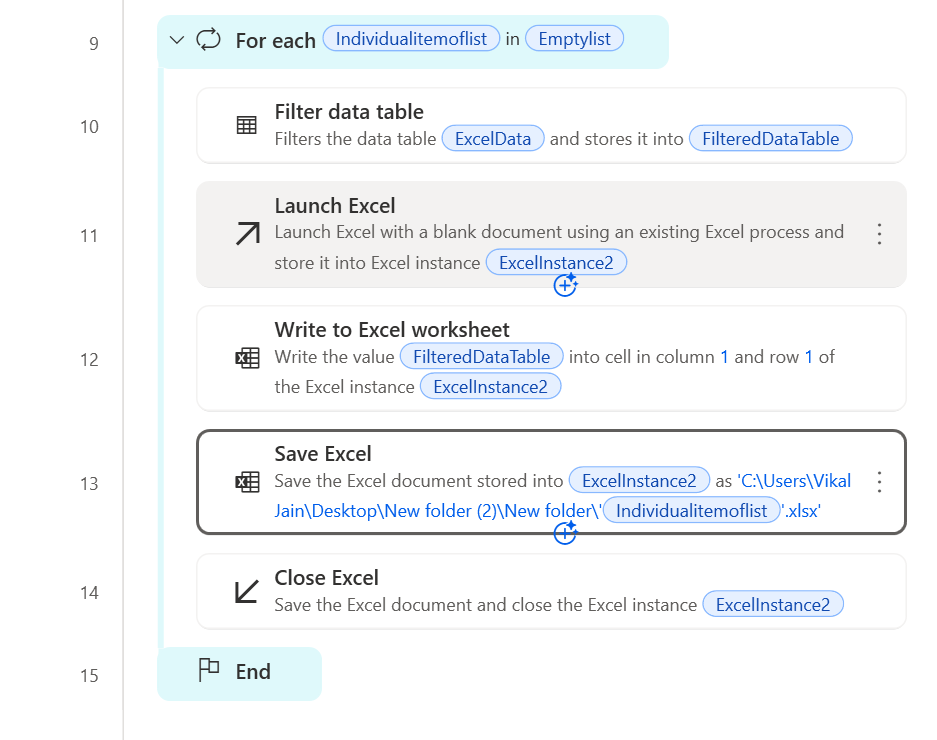 9 For each Individualitemoflist in Emptylist
10 Filter data table
Filters the data table ExcelData and stores it into FilteredDataTable
11 Launch Excel
Launch Excel with a blank document using an existing Excel process and
store it into Excel instance ExcelInstance2
12 Write to Excel worksheet
Write the value FilteredDataTable into cell in column 1 and row 1 of
the Excel instance ExcelInstance2
13 Save Excel
Save the Excel document stored into ExcelInstance2 as 'C:\Users\Vikal
Jain\Desktop\New folder (2)\New folder\' Individualitemoflist '.xlsx'
14 Close Excel
Save the Excel document and close the Excel instance ExcelInstance2
15 End